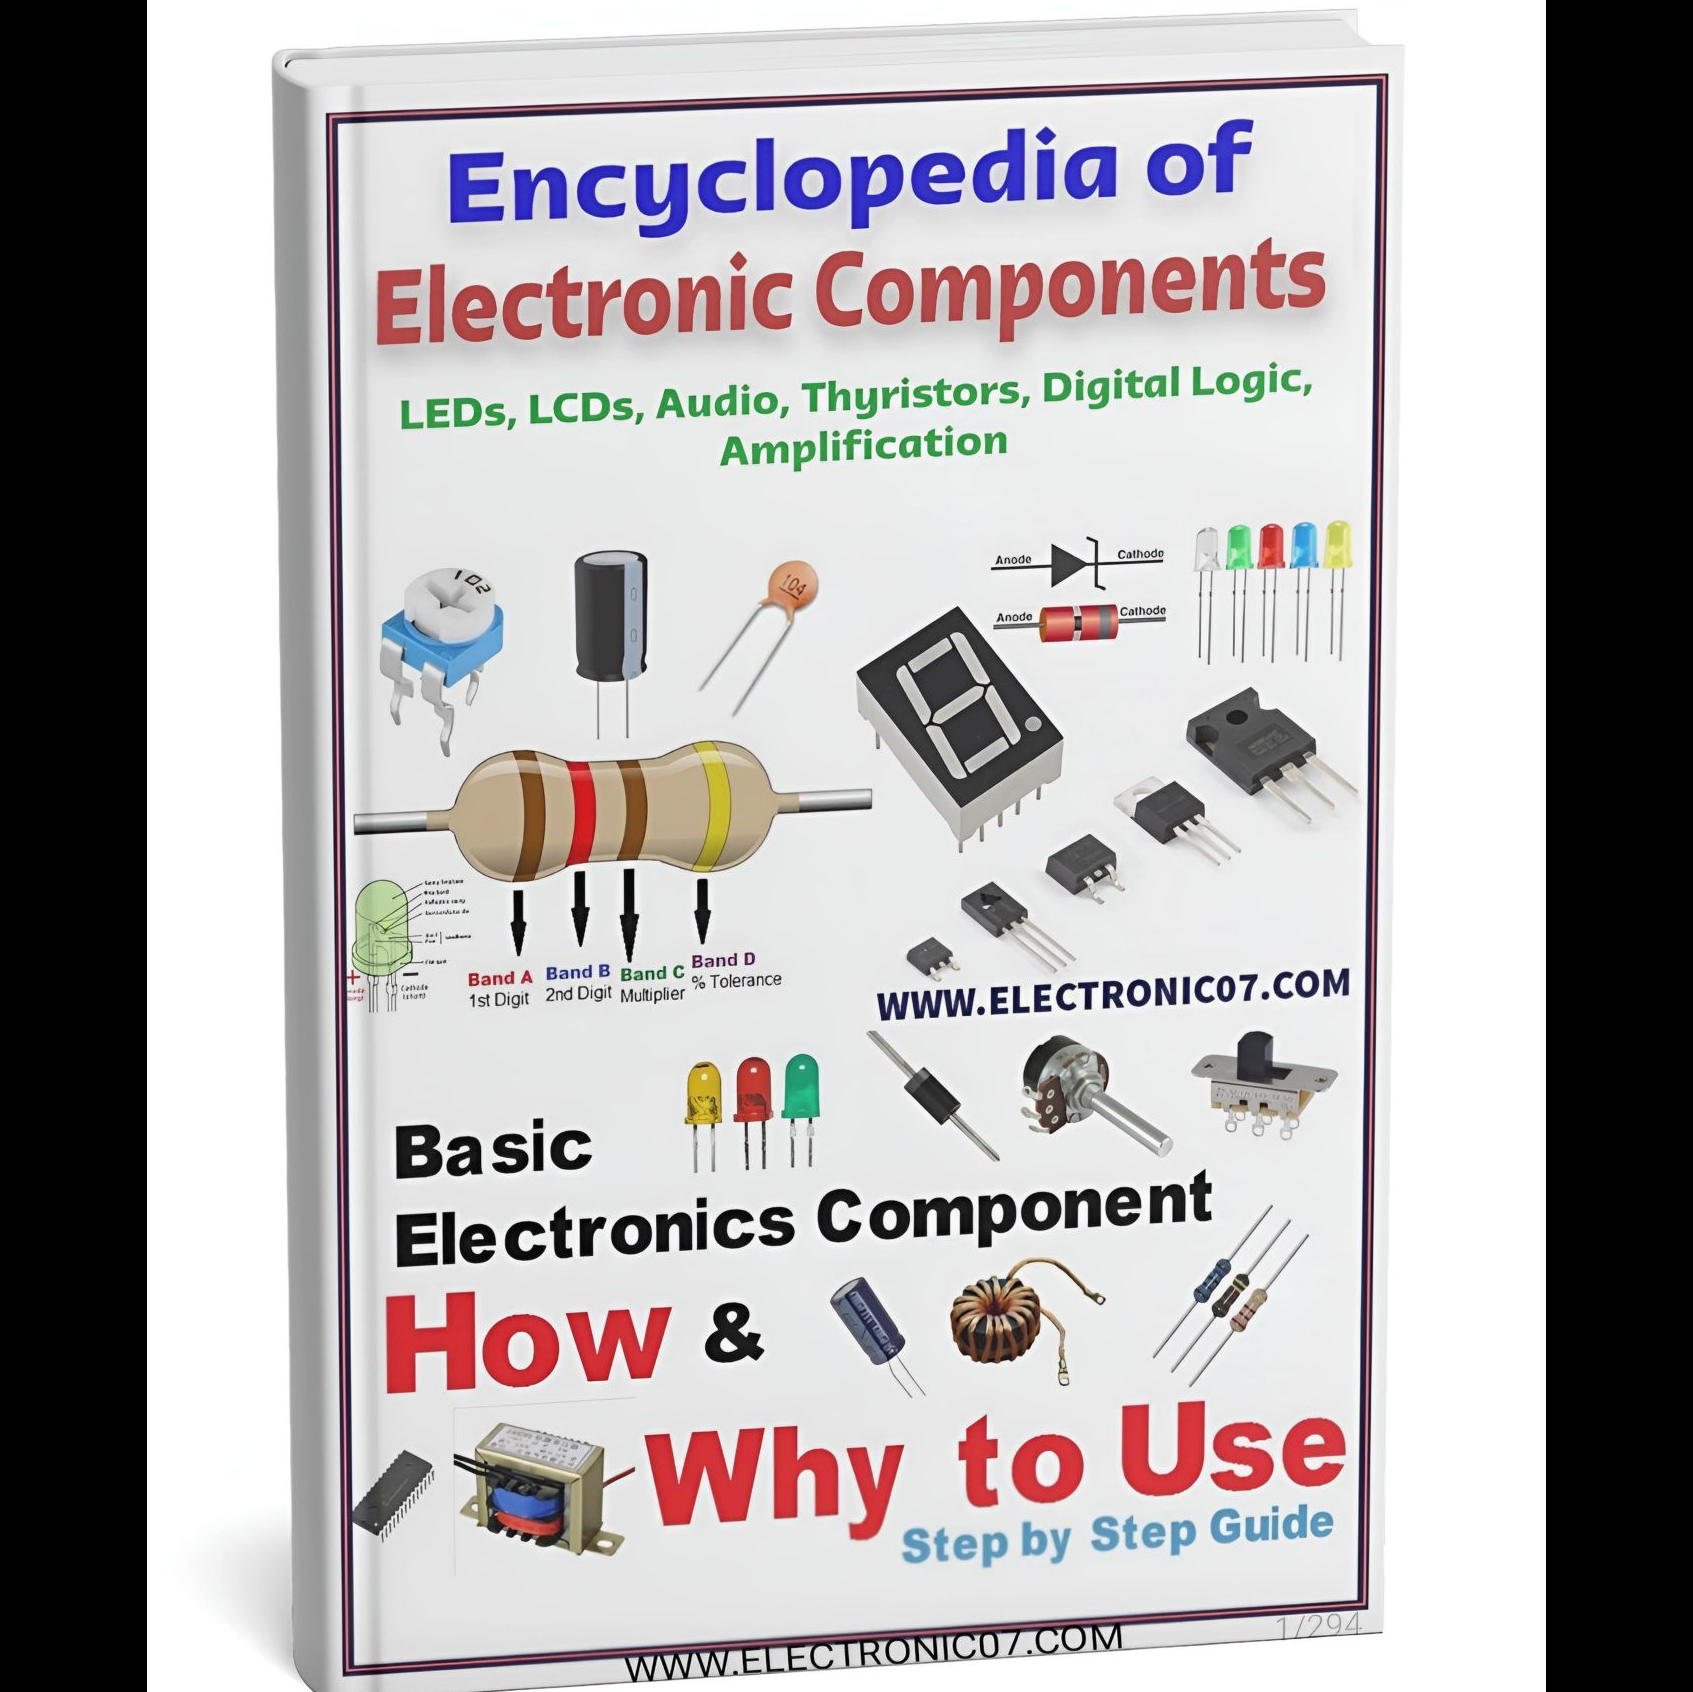 Encyclopedia of
Electronic Components
LEDs, LCDs, Audio, Thyristors, Digital Logic,
Amplification
102
104
Anode
Cathode
Anode
Cathode
+
−
Cathode
(short)
Band A
1st Digit
Band B
2nd Digit
Band C
Multiplier
Band D
% Tolerance
WWW.ELECTRONIC07.COM
Basic
Electronics Component
How &
Why to Use
Step by Step Guide
1/294
WWW.ELECTRONIC07.COM